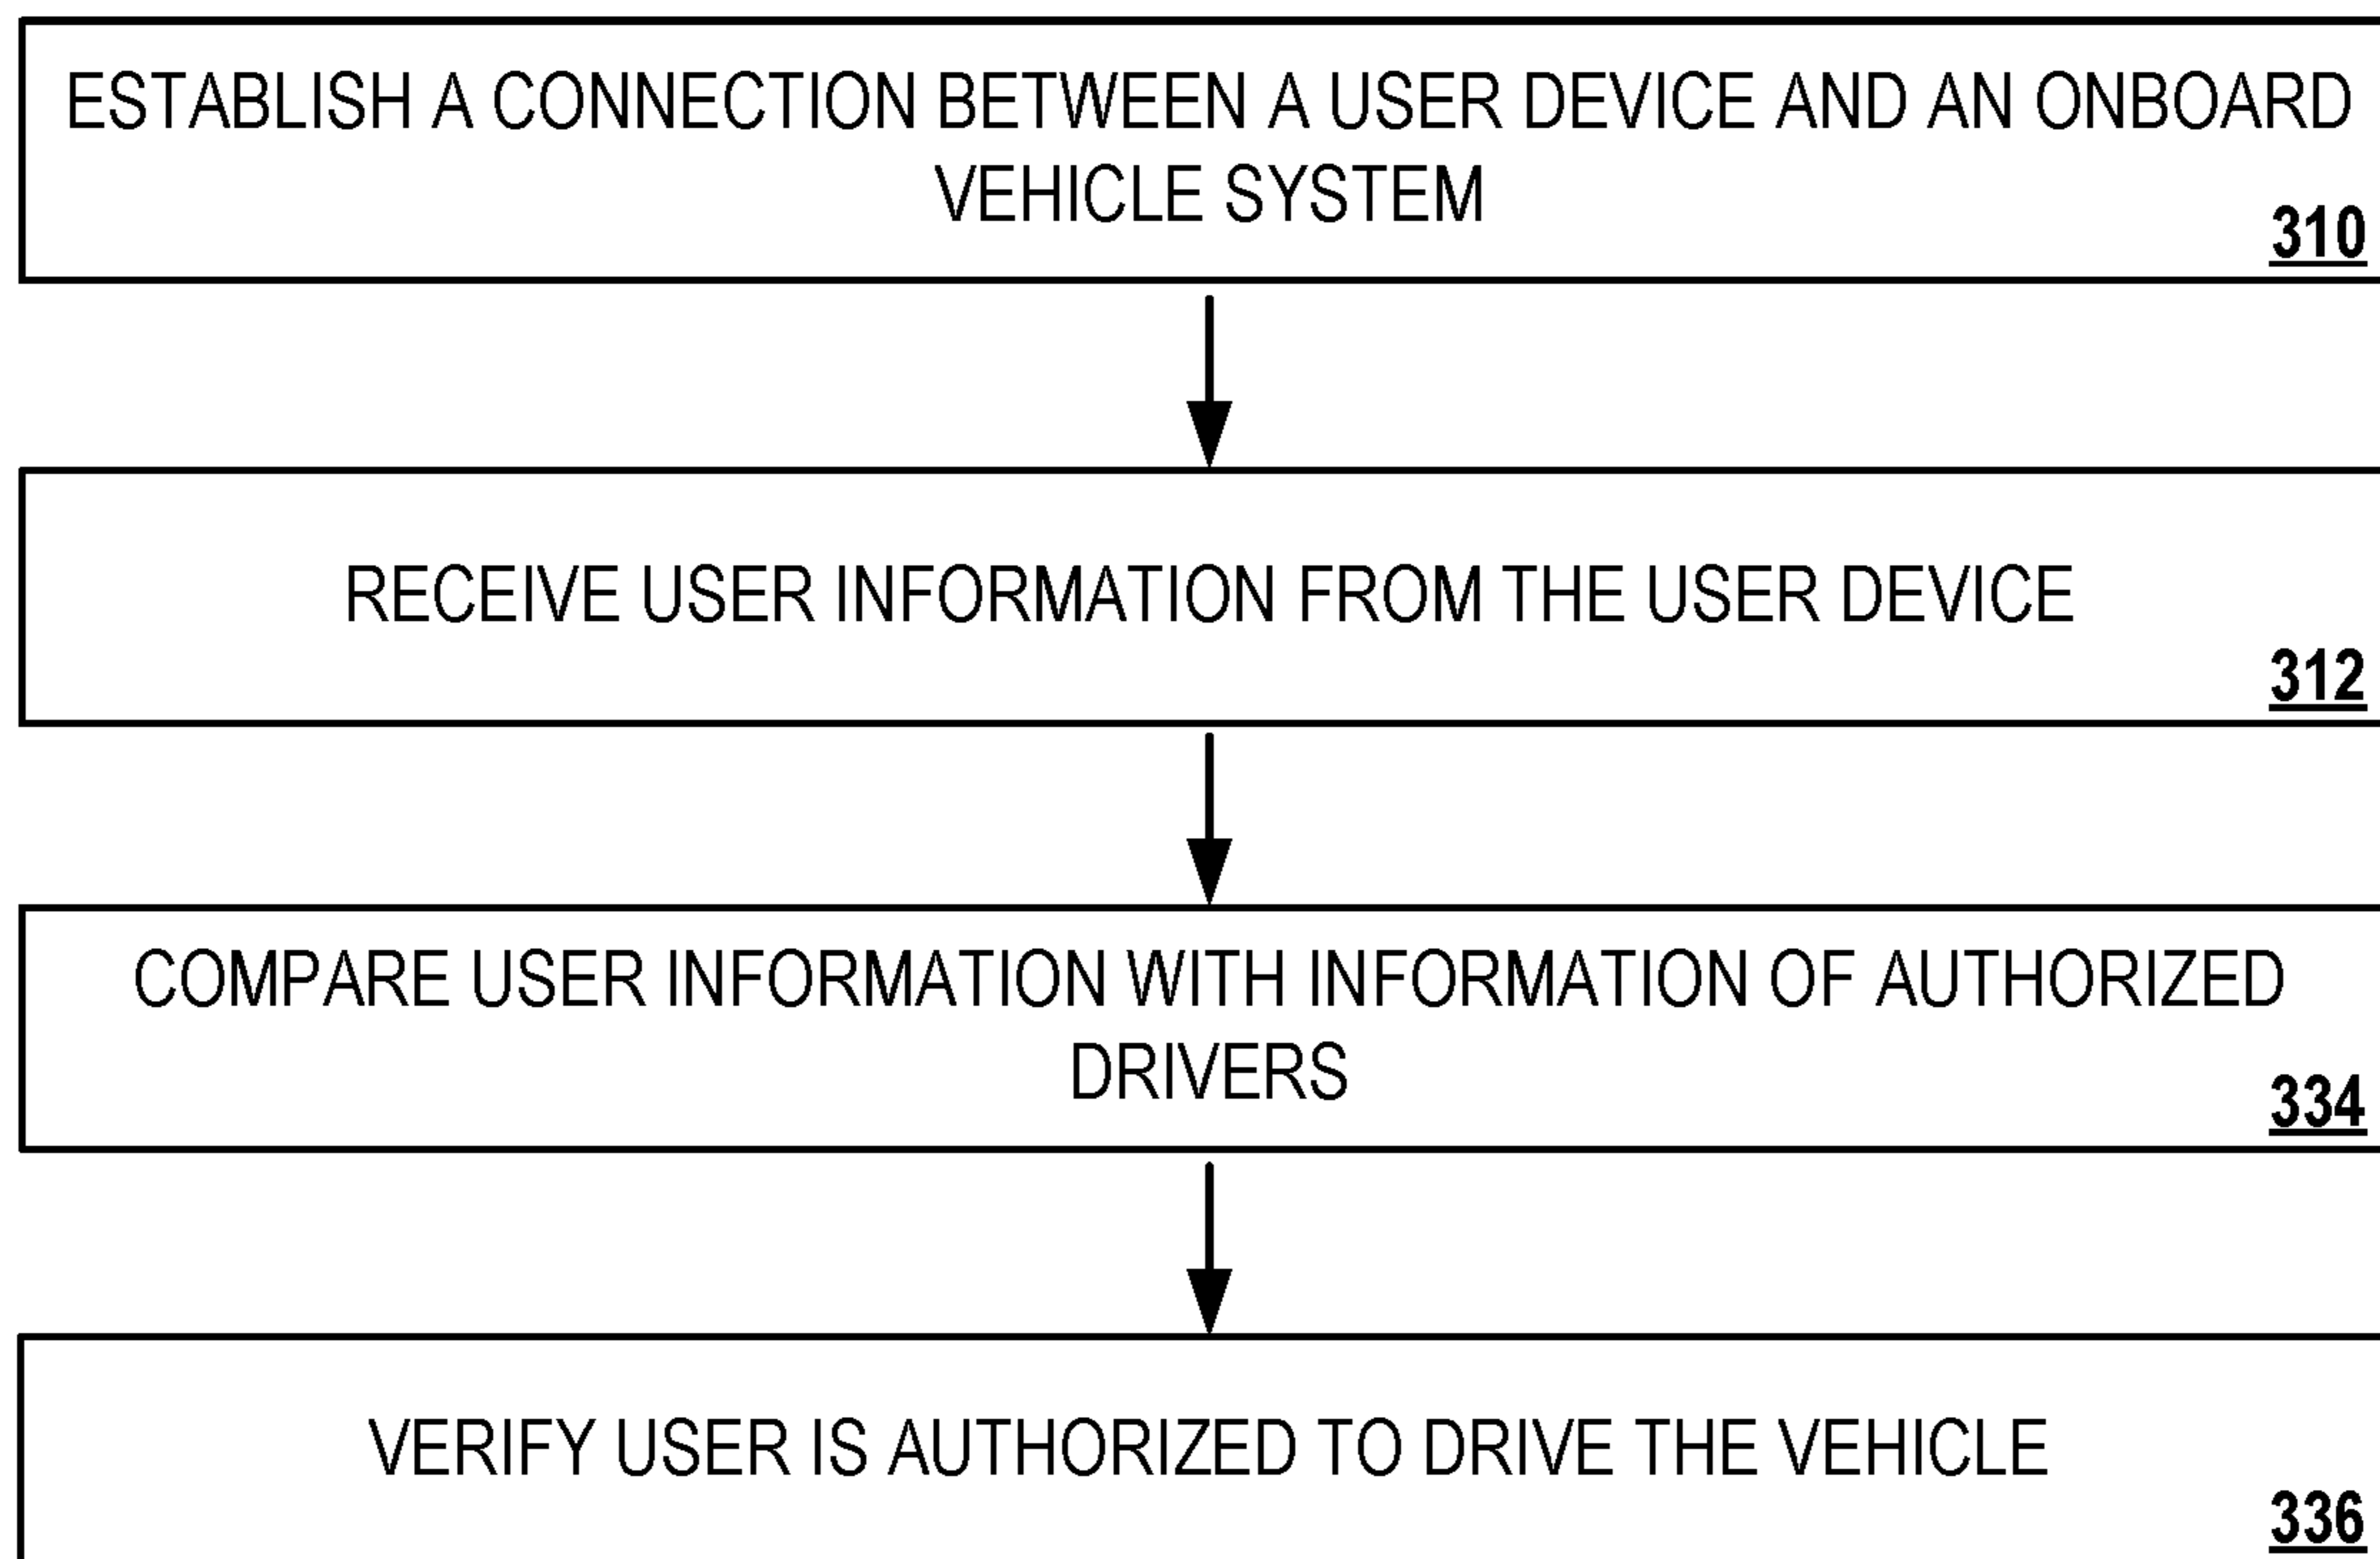 ESTABLISH A CONNECTION BETWEEN A USER DEVICE AND AN ONBOARD
VEHICLE SYSTEM
310
RECEIVE USER INFORMATION FROM THE USER DEVICE
312
COMPARE USER INFORMATION WITH INFORMATION OF AUTHORIZED
DRIVERS
334
VERIFY USER IS AUTHORIZED TO DRIVE THE VEHICLE
336